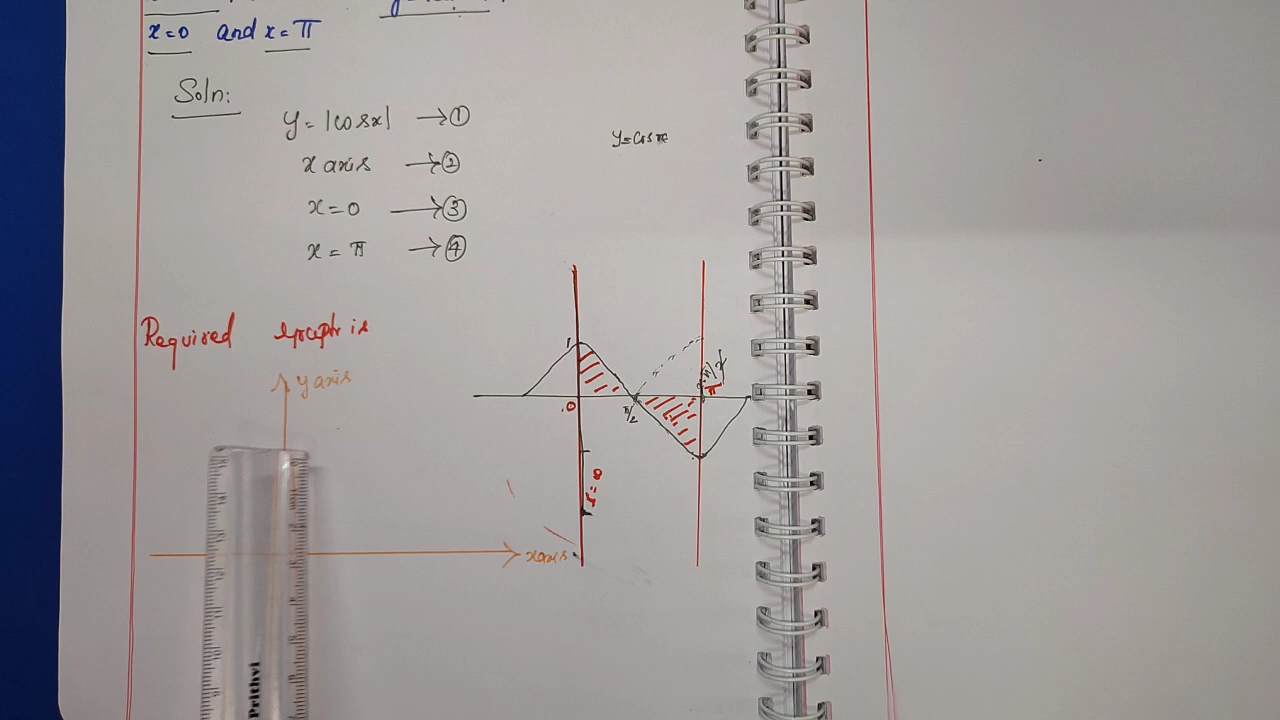 x=0 and x=π
Soln:
y=|cosx| →①
x axis →②
x=0 →③
x=π →④
y=cosx
Required graph is
y axis
x axis
1
0
π/2
π
x=0
Prithvi